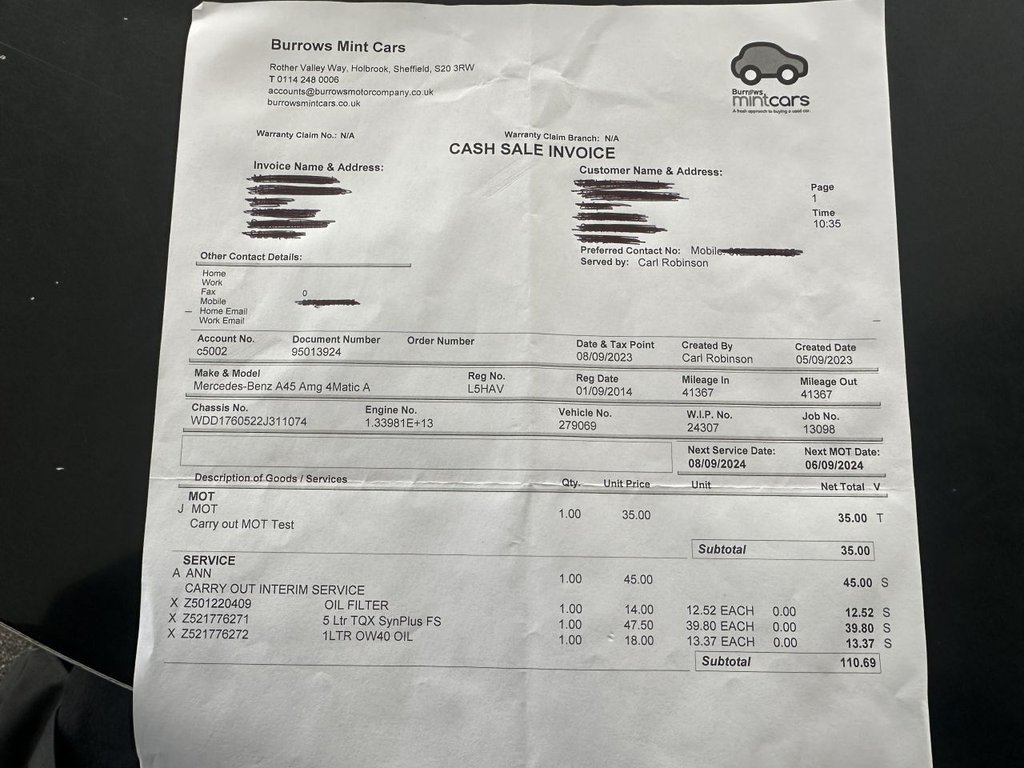 Burrows Mint Cars
Rother Valley Way, Holbrook, Sheffield, S20 3RW
T 0114 248 0006
accounts@burrowsmotorcompany.co.uk
burrowsmintcars.co.uk
Burrows
mintcars
A fresh approach to buying a used car.
Warranty Claim No.: N/A
Warranty Claim Branch: N/A
CASH SALE INVOICE
Invoice Name & Address:
Customer Name & Address:
Page
1
Time
10:35
Preferred Contact No: Mobile
Served by: Carl Robinson
Other Contact Details:
Home
Work
Fax 0
Mobile
Home Email
Work Email
Account No. Document Number Order Number Date & Tax Point Created By Created Date
c5002 95013924 08/09/2023 Carl Robinson 05/09/2023
Make & Model Reg No. Reg Date Mileage In Mileage Out
Mercedes-Benz A45 Amg 4Matic A L5HAV 01/09/2014 41367 41367
Chassis No. Engine No. Vehicle No. W.I.P. No. Job No.
WDD1760522J311074 1.33981E+13 279069 24307 13098
Next Service Date: Next MOT Date:
08/09/2024 06/09/2024
Description of Goods / Services Qty. Unit Price Unit Net Total V
MOT
J MOT 1.00 35.00 35.00 T
Carry out MOT Test
Subtotal 35.00
SERVICE
A ANN 1.00 45.00 45.00 S
CARRY OUT INTERIM SERVICE
X Z501220409 OIL FILTER 1.00 14.00 12.52 EACH 0.00 12.52 S
X Z521776271 5 Ltr TQX SynPlus FS 1.00 47.50 39.80 EACH 0.00 39.80 S
X Z521776272 1LTR OW40 OIL 1.00 18.00 13.37 EACH 0.00 13.37 S
Subtotal 110.69